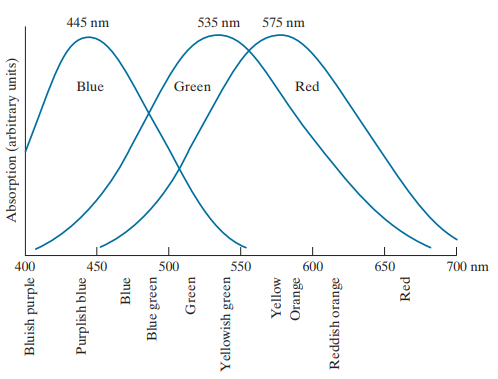 445 nm
535 nm
575 nm
Absorption (arbitrary units)
Blue
Green
Red
400
450
500
550
600
650
700 nm
Bluish purple
Purplish blue
Blue
Blue green
Green
Yellowish green
Yellow
Orange
Reddish orange
Red